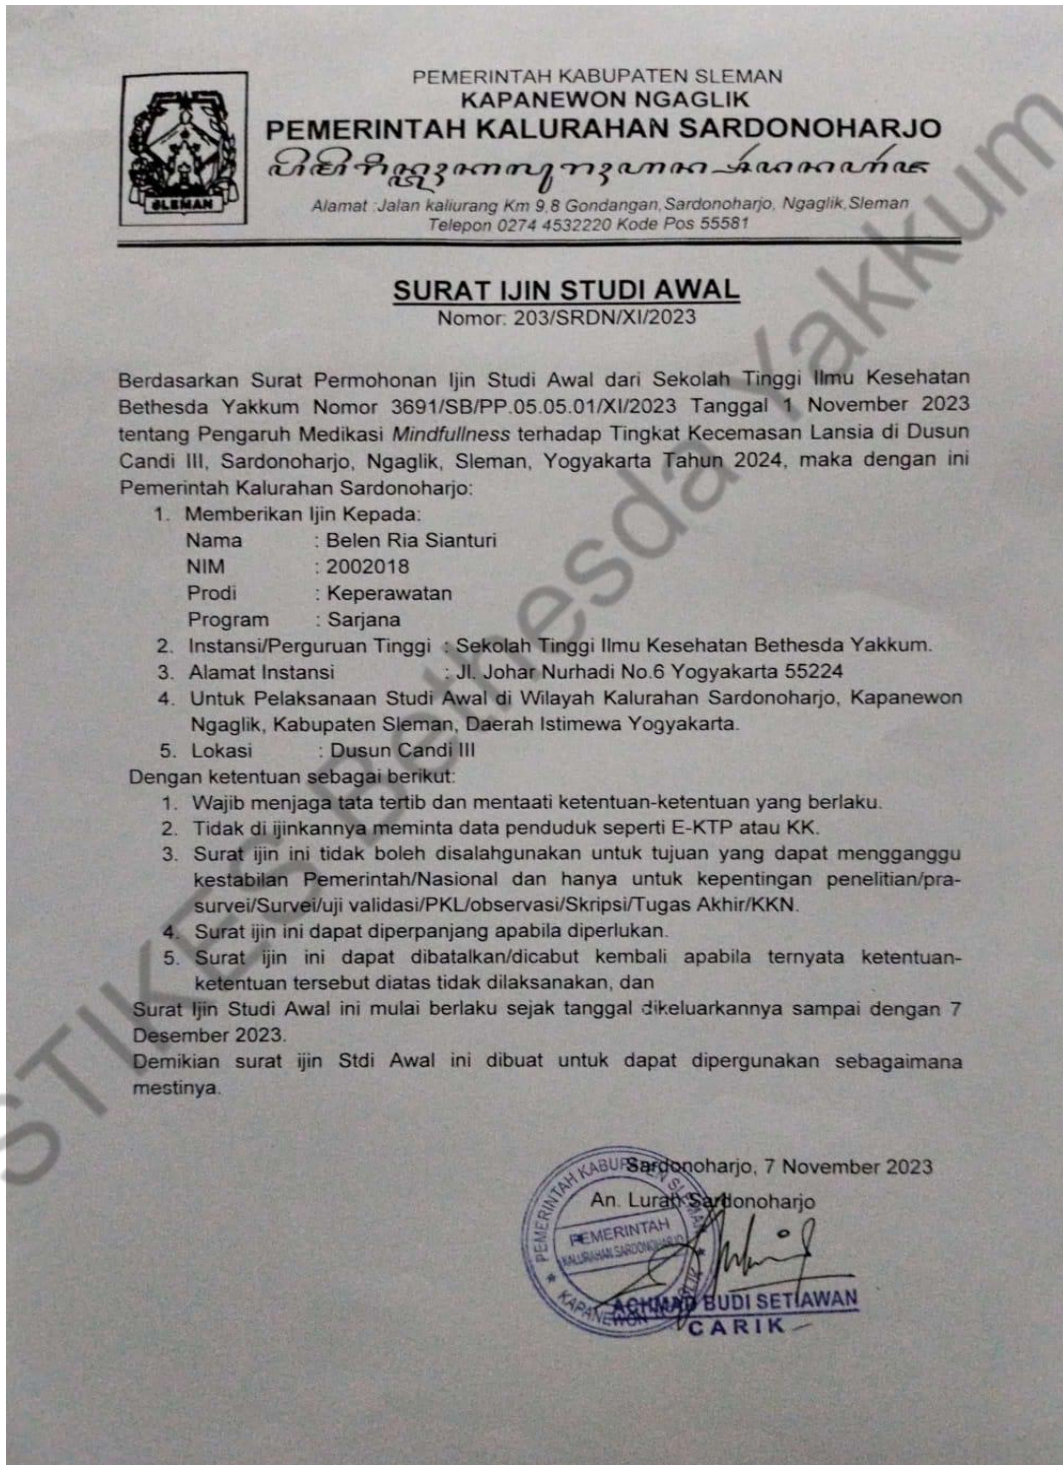 PEMERINTAH KABUPATEN SLEMAN
KAPANEWON NGAGLIK
PEMERINTAH KALURAHAN SARDONOHARJO
Alamat :Jalan kaliurang Km 9,8 Gondangan,Sardonoharjo, Ngaglik,Sleman
Telepon 0274 4532220 Kode Pos 55581
SLEMAN
SURAT IJIN STUDI AWAL
Nomor: 203/SRDN/XI/2023
Berdasarkan Surat Permohonan Ijin Studi Awal dari Sekolah Tinggi Ilmu Kesehatan
Bethesda Yakkum Nomor 3691/SB/PP.05.05.01/XI/2023 Tanggal 1 November 2023
tentang Pengaruh Medikasi Mindfullness terhadap Tingkat Kecemasan Lansia di Dusun
Candi III, Sardonoharjo, Ngaglik, Sleman, Yogyakarta Tahun 2024, maka dengan ini
Pemerintah Kalurahan Sardonoharjo:
1. Memberikan Ijin Kepada:
Nama : Belen Ria Sianturi
NIM : 2002018
Prodi : Keperawatan
Program : Sarjana
2. Instansi/Perguruan Tinggi : Sekolah Tinggi Ilmu Kesehatan Bethesda Yakkum.
3. Alamat Instansi : Jl. Johar Nurhadi No.6 Yogyakarta 55224
4. Untuk Pelaksanaan Studi Awal di Wilayah Kalurahan Sardonoharjo, Kapanewon
Ngaglik, Kabupaten Sleman, Daerah Istimewa Yogyakarta.
5. Lokasi : Dusun Candi III
Dengan ketentuan sebagai berikut:
1. Wajib menjaga tata tertib dan mentaati ketentuan-ketentuan yang berlaku.
2. Tidak di ijinkannya meminta data penduduk seperti E-KTP atau KK.
3. Surat ijin ini tidak boleh disalahgunakan untuk tujuan yang dapat mengganggu
kestabilan Pemerintah/Nasional dan hanya untuk kepentingan penelitian/pra-
survei/Survei/uji validasi/PKL/observasi/Skripsi/Tugas Akhir/KKN.
4. Surat ijin ini dapat diperpanjang apabila diperlukan.
5. Surat ijin ini dapat dibatalkan/dicabut kembali apabila ternyata ketentuan-
ketentuan tersebut diatas tidak dilaksanakan, dan
Surat Ijin Studi Awal ini mulai berlaku sejak tanggal dikeluarkannya sampai dengan 7
Desember 2023.
Demikian surat ijin Stdi Awal ini dibuat untuk dapat dipergunakan sebagaimana
mestinya.
Sardonoharjo, 7 November 2023
An. Lurah Sardonoharjo
PEMERINTAH KABUPATEN SLEMAN
PEMERINTAH
KALURAHAN SARDONOHARJO
KAPANEWON NGAGLIK
ACHMAD BUDI SETIAWAN
CARIK
STIKES Bethesda Yakkum